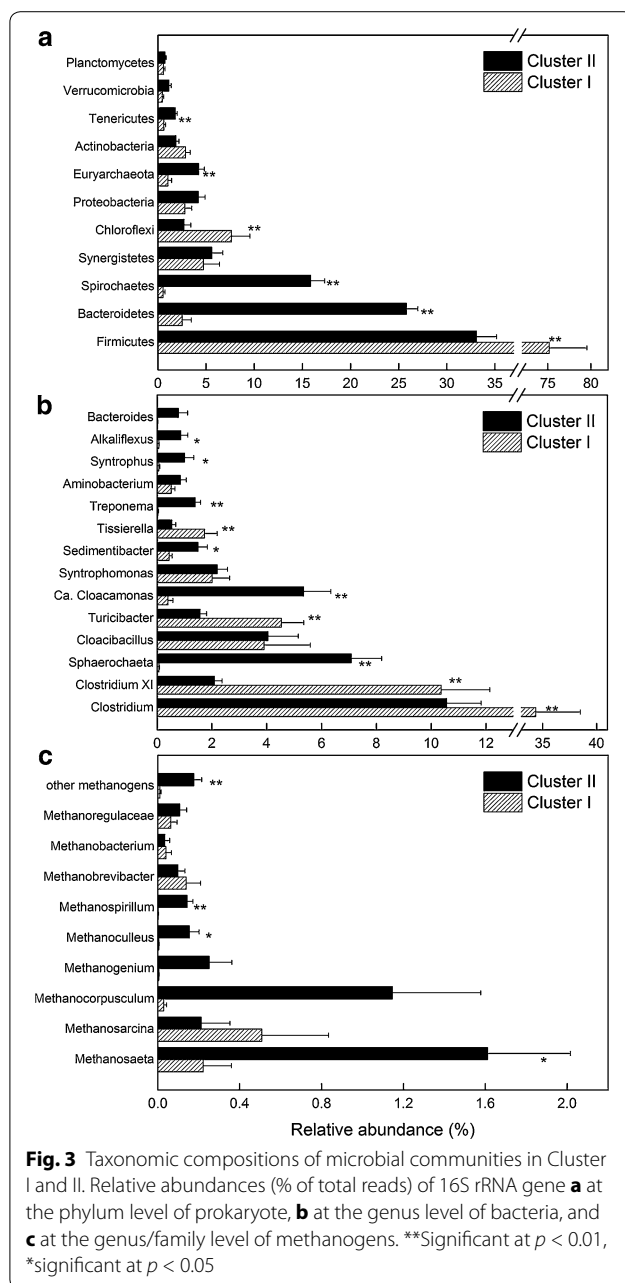 a
Cluster II
Cluster I
Planctomycetes
Verrucomicrobia
Tenericutes **
Actinobacteria
Euryarchaeota **
Proteobacteria
Chloroflexi **
Synergistetes
Spirochaetes **
Bacteroidetes **
Firmicutes **
0 5 10 15 20 25 30 35 75 80
b
Cluster II
Cluster I
Bacteroides
Alkaliflexus *
Syntrophus *
Aminobacterium
Treponema **
Tissierella **
Sedimentibacter *
Syntrophomonas
Ca. Cloacamonas **
Turicibacter **
Cloacibacillus
Sphaerochaeta **
Clostridium XI **
Clostridium **
0 2 4 6 8 10 12 35 40
c
Cluster II
Cluster I
other methanogens **
Methanoregulaceae
Methanobacterium
Methanobrevibacter
Methanospirillum **
Methanoculleus *
Methanogenium
Methanocorpusculum
Methanosarcina
Methanosaeta *
0.0 0.4 0.8 1.2 1.6 2.0
Relative abundance (%)
Fig. 3 Taxonomic compositions of microbial communities in Cluster
I and II. Relative abundances (% of total reads) of 16S rRNA gene a at
the phylum level of prokaryote, b at the genus level of bacteria, and
c at the genus/family level of methanogens. **Significant at p < 0.01,
*significant at p < 0.05